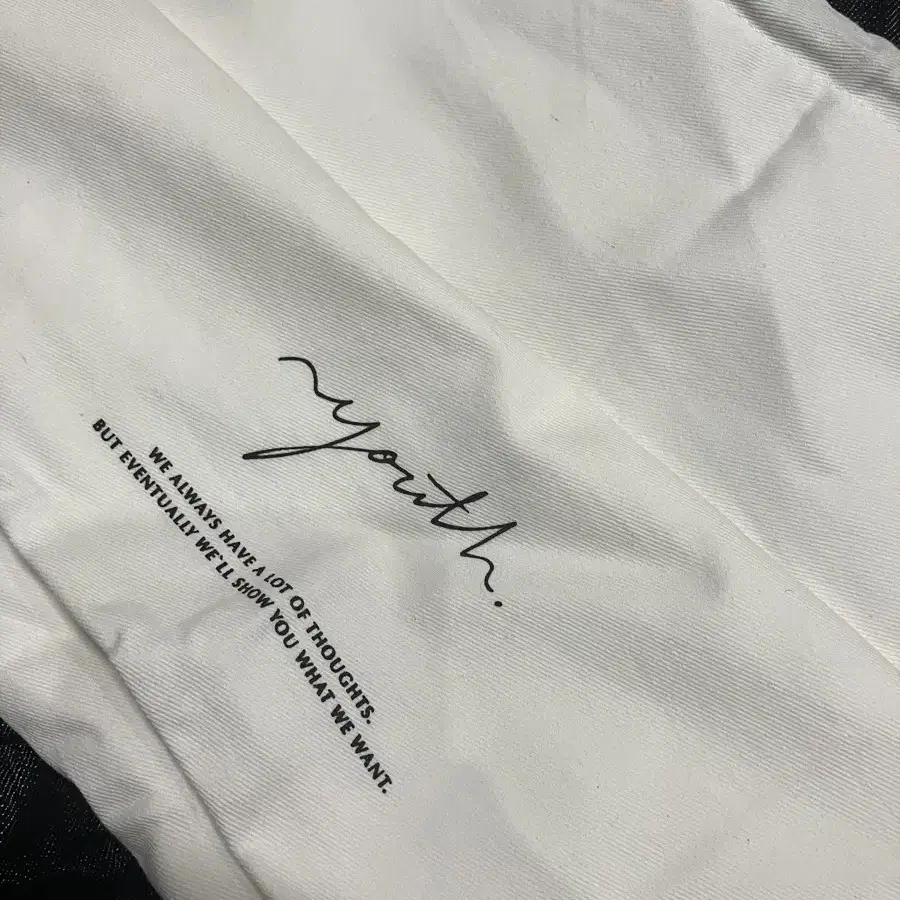 youth.
WE ALWAYS HAVE A LOT OF THOUGHTS.
BUT EVENTUALLY WE`LL SHOW YOU WHAT WE WANT.